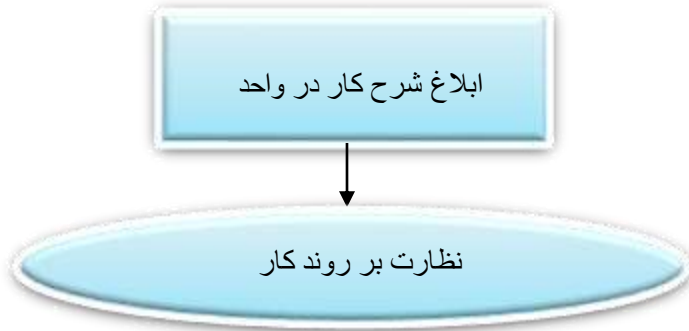 ابلاغ شرح کار در واحد
نظارت بر روند کار